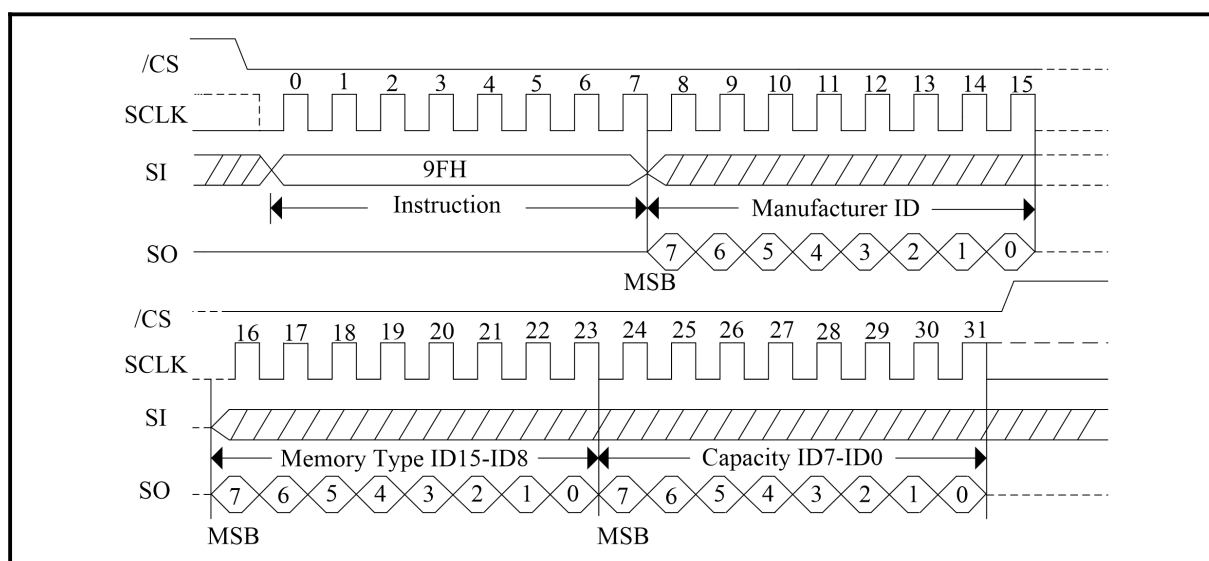 /CS
0 1 2 3 4 5 6 7 8 9 10 11 12 13 14 15
SCLK
SI 9FH
Instruction Manufacturer ID
SO 7 6 5 4 3 2 1 0
MSB
/CS
16 17 18 19 20 21 22 23 24 25 26 27 28 29 30 31
SCLK
SI
Memory Type ID15-ID8 Capacity ID7-ID0
SO 7 6 5 4 3 2 1 0 7 6 5 4 3 2 1 0
MSB MSB